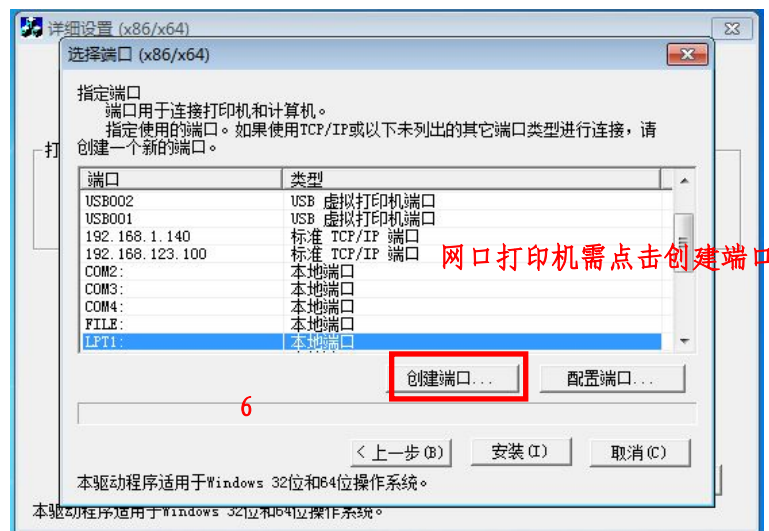 详细设置 (x86/x64)
选择端口 (x86/x64)
指定端口
端口用于连接打印机和计算机。
指定使用的端口。如果使用TCP/IP或以下未列出的其它端口类型进行连接，请
创建一个新的端口。
打
端口 类型
USB002 USB 虚拟打印机端口
USB001 USB 虚拟打印机端口
192.168.1.140 标准 TCP/IP 端口
192.168.123.100 标准 TCP/IP 端口
网口打印机需点击创建端口
COM2: 本地端口
COM3: 本地端口
COM4: 本地端口
FILE: 本地端口
LPT1: 本地端口
创建端口... 配置端口...
6
< 上一步(B) 安装(I) 取消(C)
本驱动程序适用于Windows 32位和64位操作系统。
本驱动程序适用于Windows 32位和64位操作系统。